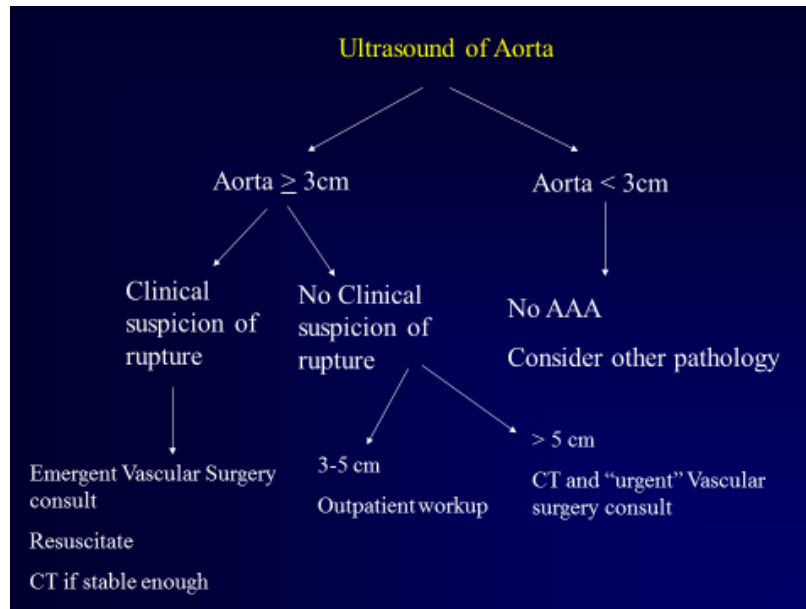 Ultrasound of Aorta
Aorta ≥ 3cm
Aorta < 3cm
Clinical
suspicion of
rupture
No Clinical
suspicion of
rupture
No AAA
Consider other pathology
Emergent Vascular Surgery
consult
Resuscitate
CT if stable enough
3-5 cm
Outpatient workup
> 5 cm
CT and “urgent” Vascular
surgery consult